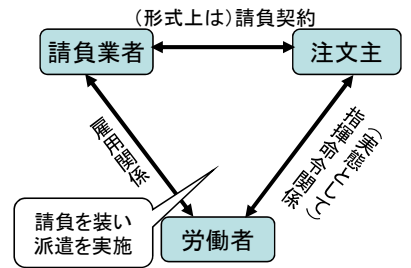 (形式上は)請負契約
請負業者
注文主
雇用関係
(実態として)
指揮命令関係
請負を装い
派遣を実施
労働者